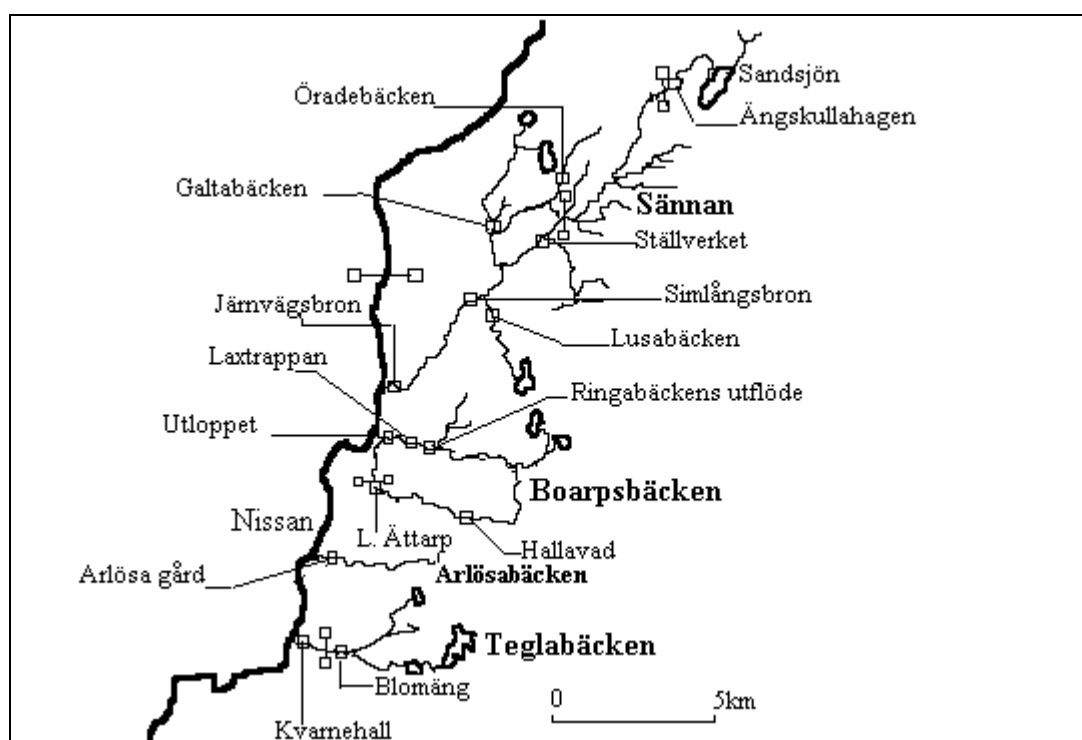 Sandsjön
Öradebäcken
Ängskullahagen
Galtabäcken
Sännan
Ställverket
Järnvägsbron
Simlångsbron
Lusabäcken
Laxtrappan
Ringabäckens utflöde
Utloppet
Boarpsbäcken
Nissan
L. Ättarp
Hallavad
Arlösa gård
Arlösabäcken
Teglabäcken
Blomäng
0 5km
Kvarnehall